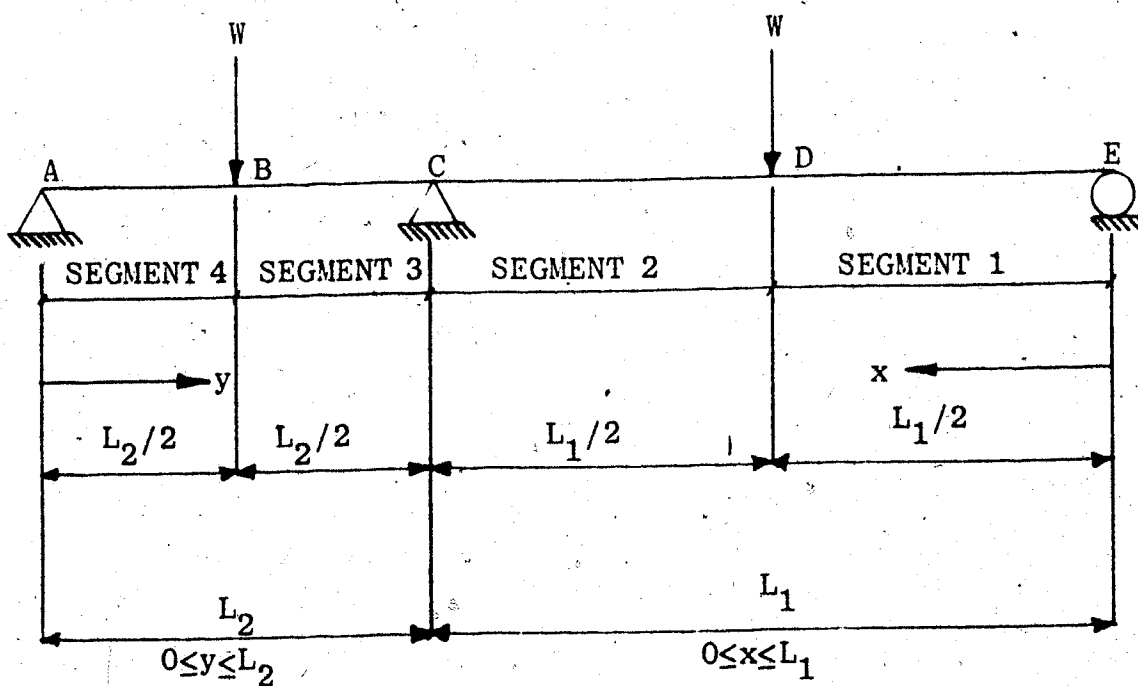 W W
A B C D E
SEGMENT 4 SEGMENT 3 SEGMENT 2 SEGMENT 1
y x
L₂/2 L₂/2 L₁/2 L₁/2
L₂ L₁
0≤y≤L₂ 0≤x≤L₁